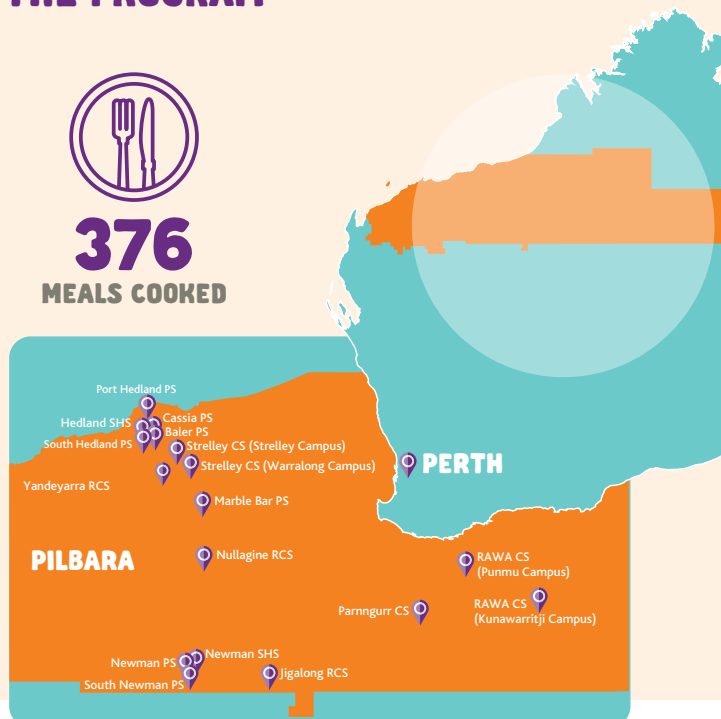 THE PROGRAM
376
MEALS COOKED
Port Hedland PS
Hedland SHS
Cassia PS
Baler PS
South Hedland PS
Strelley CS (Strelley Campus)
Strelley CS (Warralong Campus)
PERTH
Yandeyarra RCS
Marble Bar PS
PILBARA
Nullagine RCS
RAWA CS
(Punmu Campus)
Parnngurr CS
RAWA CS
(Kunawarritji Campus)
Newman SHS
Newman PS
Jigalong RCS
South Newman PS